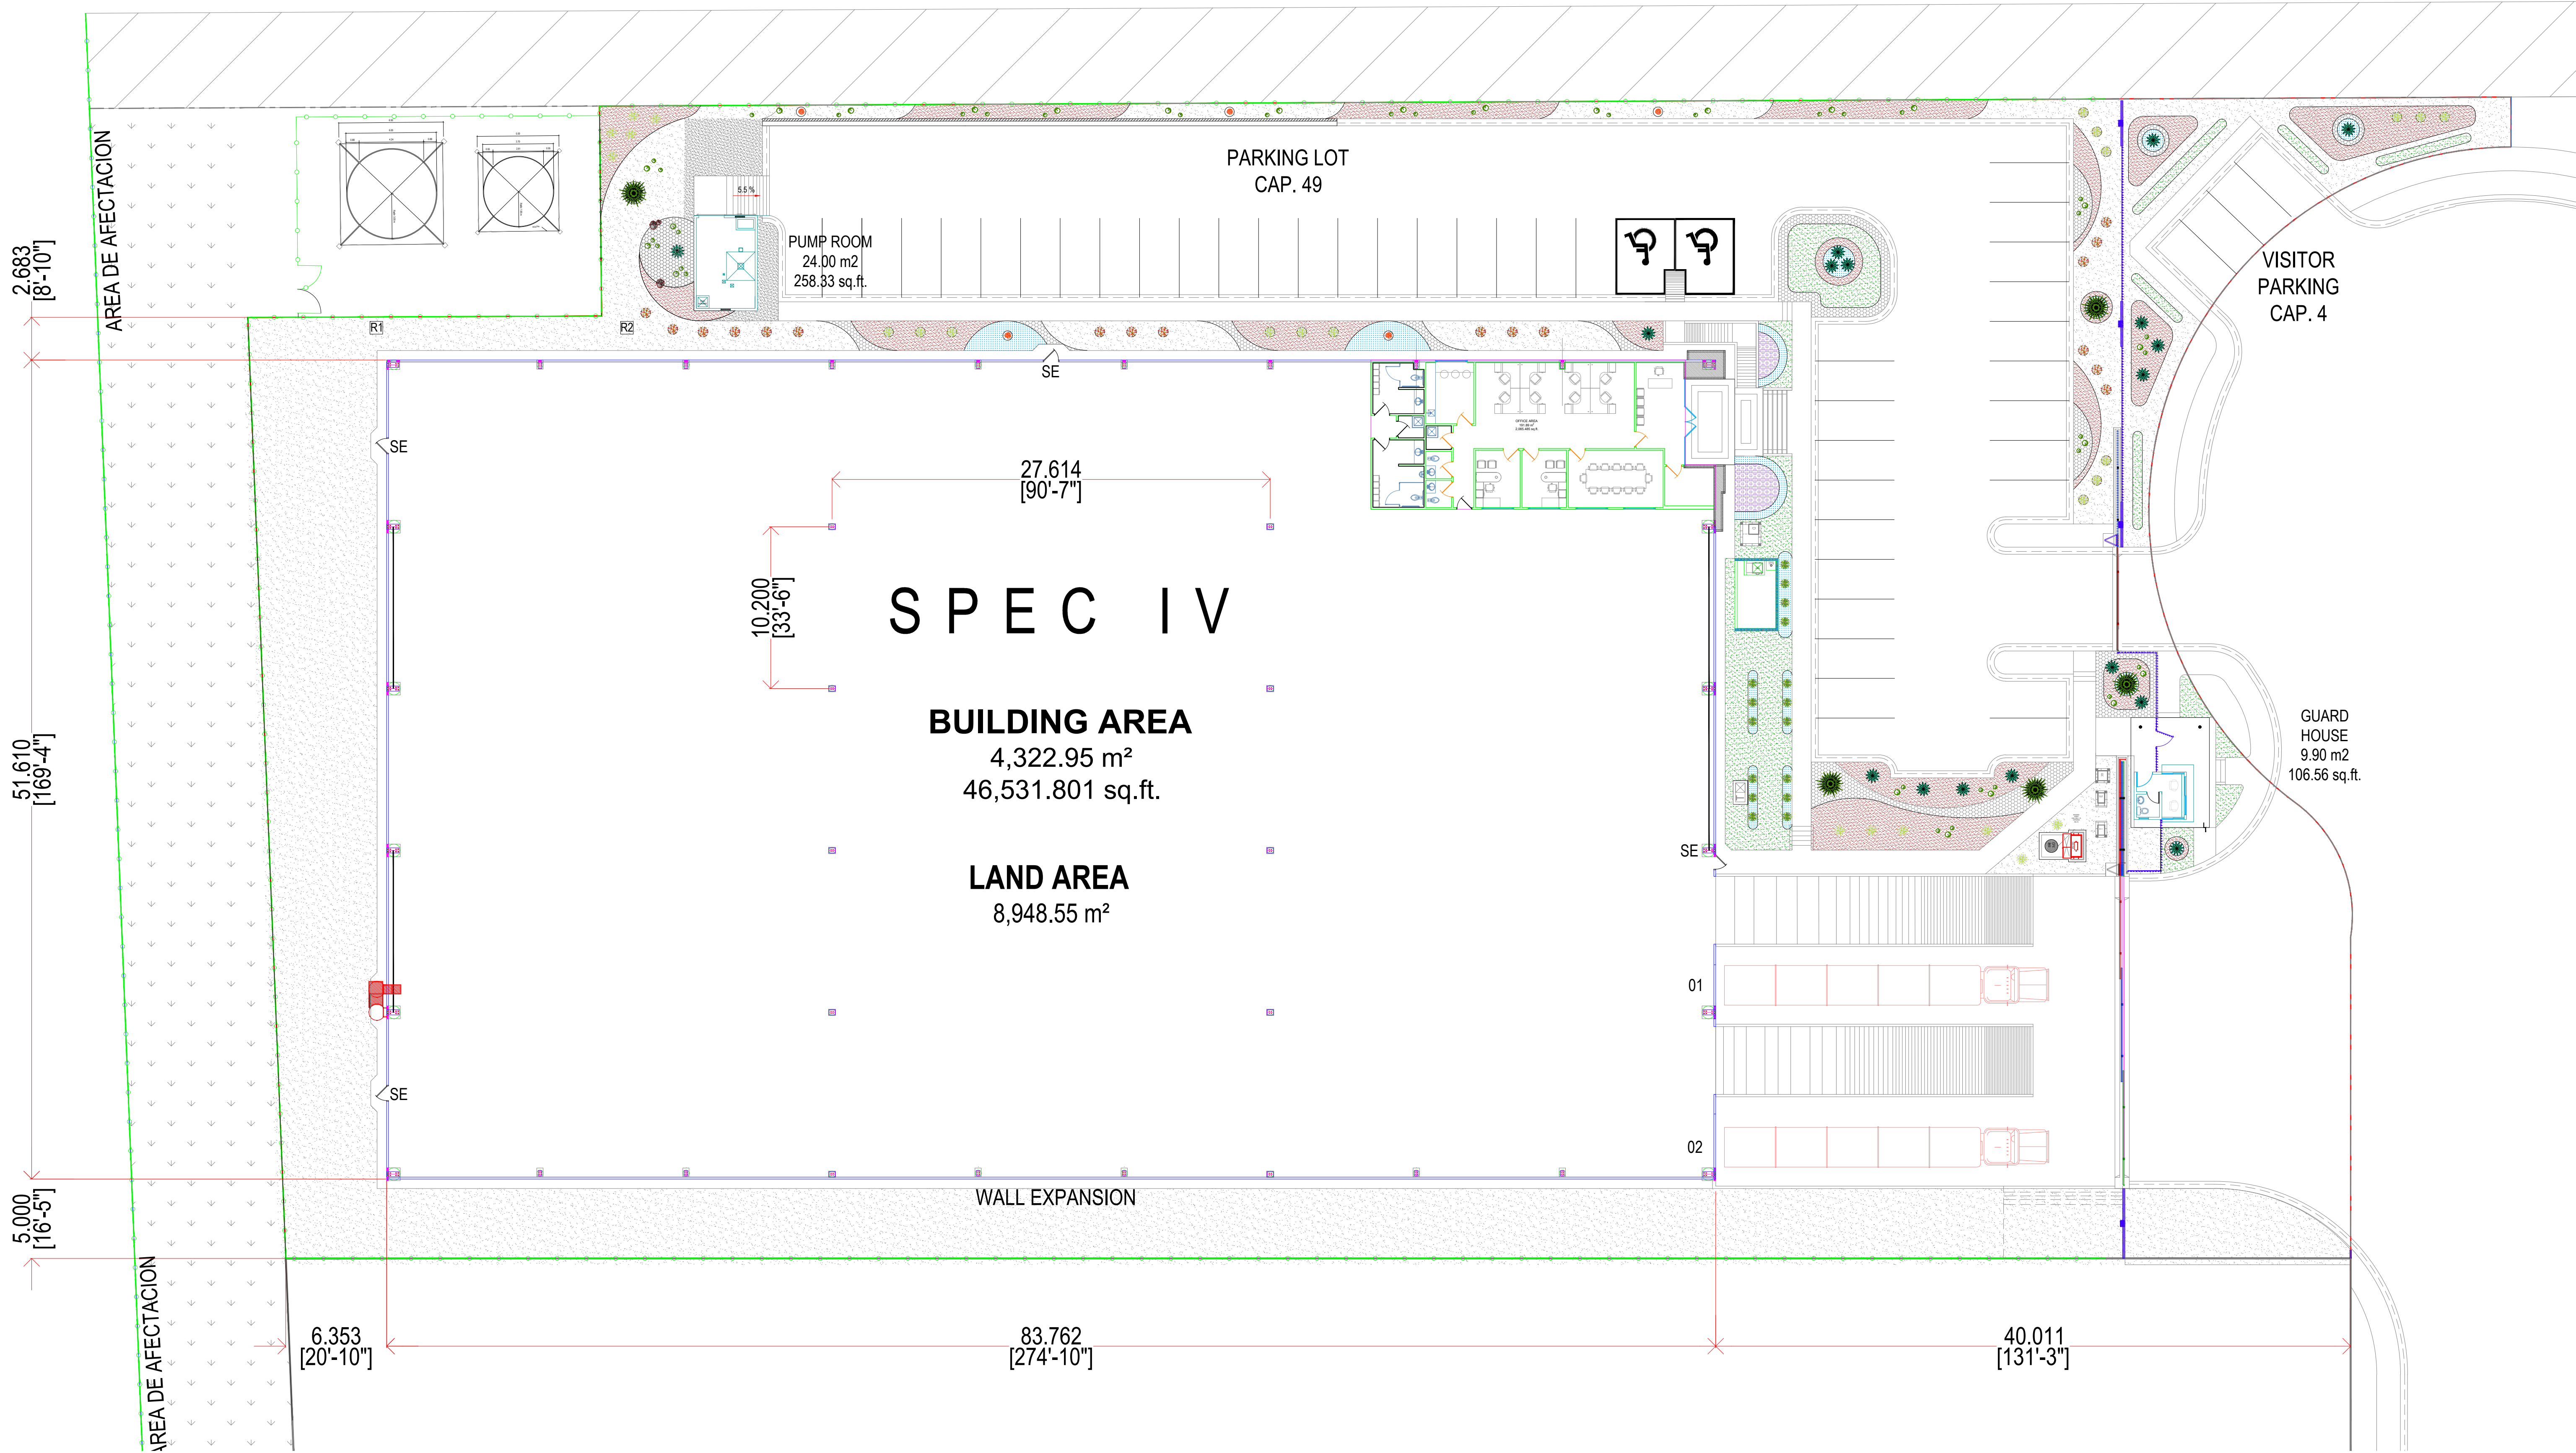 AREA DE AFECTACION
PARKING LOT
CAP. 49
5.5 %
PUMP ROOM
24.00 m2
258.33 sq.ft.
VISITOR
PARKING
CAP. 4
2.683
[8'-10"]
R1
R2
SE
SE
OFFICE AREA
27.614
[90'-7"]
10.200
[33'-6"]
SPEC IV
BUILDING AREA
4,322.95 m²
46,531.801 sq.ft.
LAND AREA
8,948.55 m²
51.610
[169'-4"]
GUARD
HOUSE
9.90 m2
106.56 sq.ft.
SE
01
SE
02
WALL EXPANSION
5.000
[16'-5"]
AREA DE AFECTACION
6.353
[20'-10"]
83.762
[274'-10"]
40.011
[131'-3"]